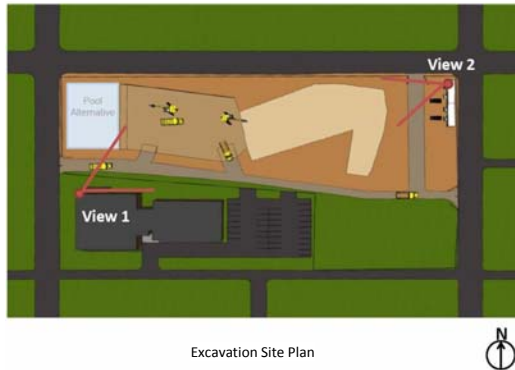 View 2
Pool
Alternative
View 1
Excavation Site Plan
N